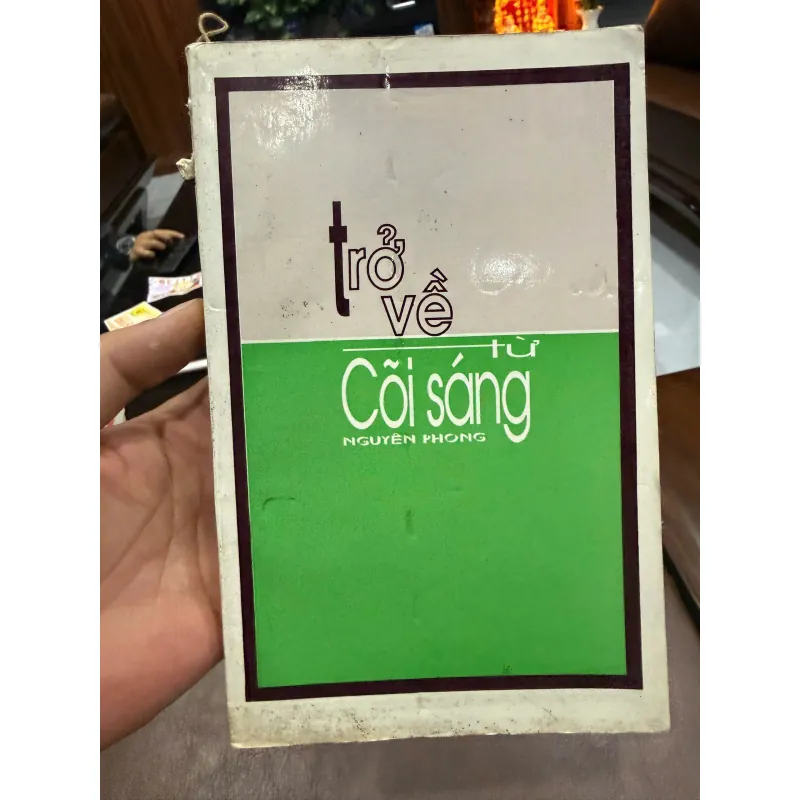 trở
về
từ
Cõi sáng
NGUYÊN PHONG